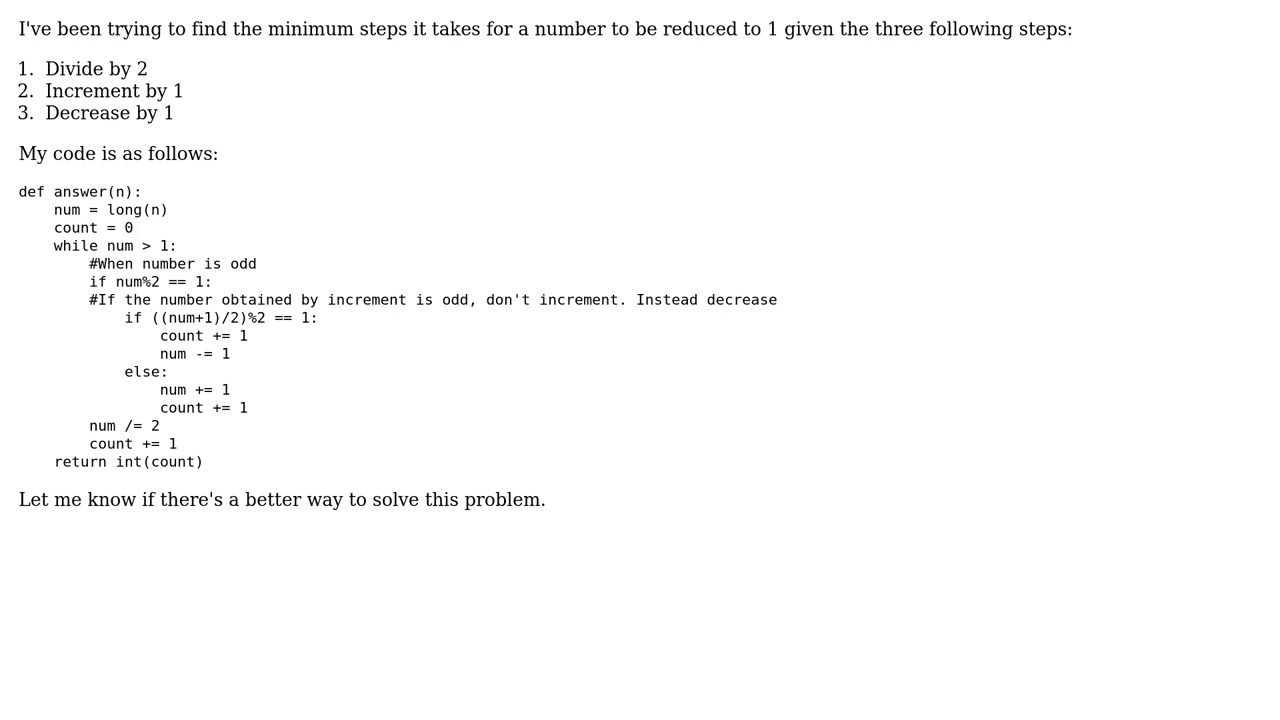 I've been trying to find the minimum steps it takes for a number to be reduced to 1 given the three following steps:
1. Divide by 2
2. Increment by 1
3. Decrease by 1
My code is as follows:
def answer(n):
    num = long(n)
    count = 0
    while num > 1:
        #When number is odd
        if num%2 == 1:
        #If the number obtained by increment is odd, don't increment. Instead decrease
            if ((num+1)/2)%2 == 1:
                count += 1
                num -= 1
            else:
                num += 1
                count += 1
        num /= 2
        count += 1
    return int(count)
Let me know if there's a better way to solve this problem.